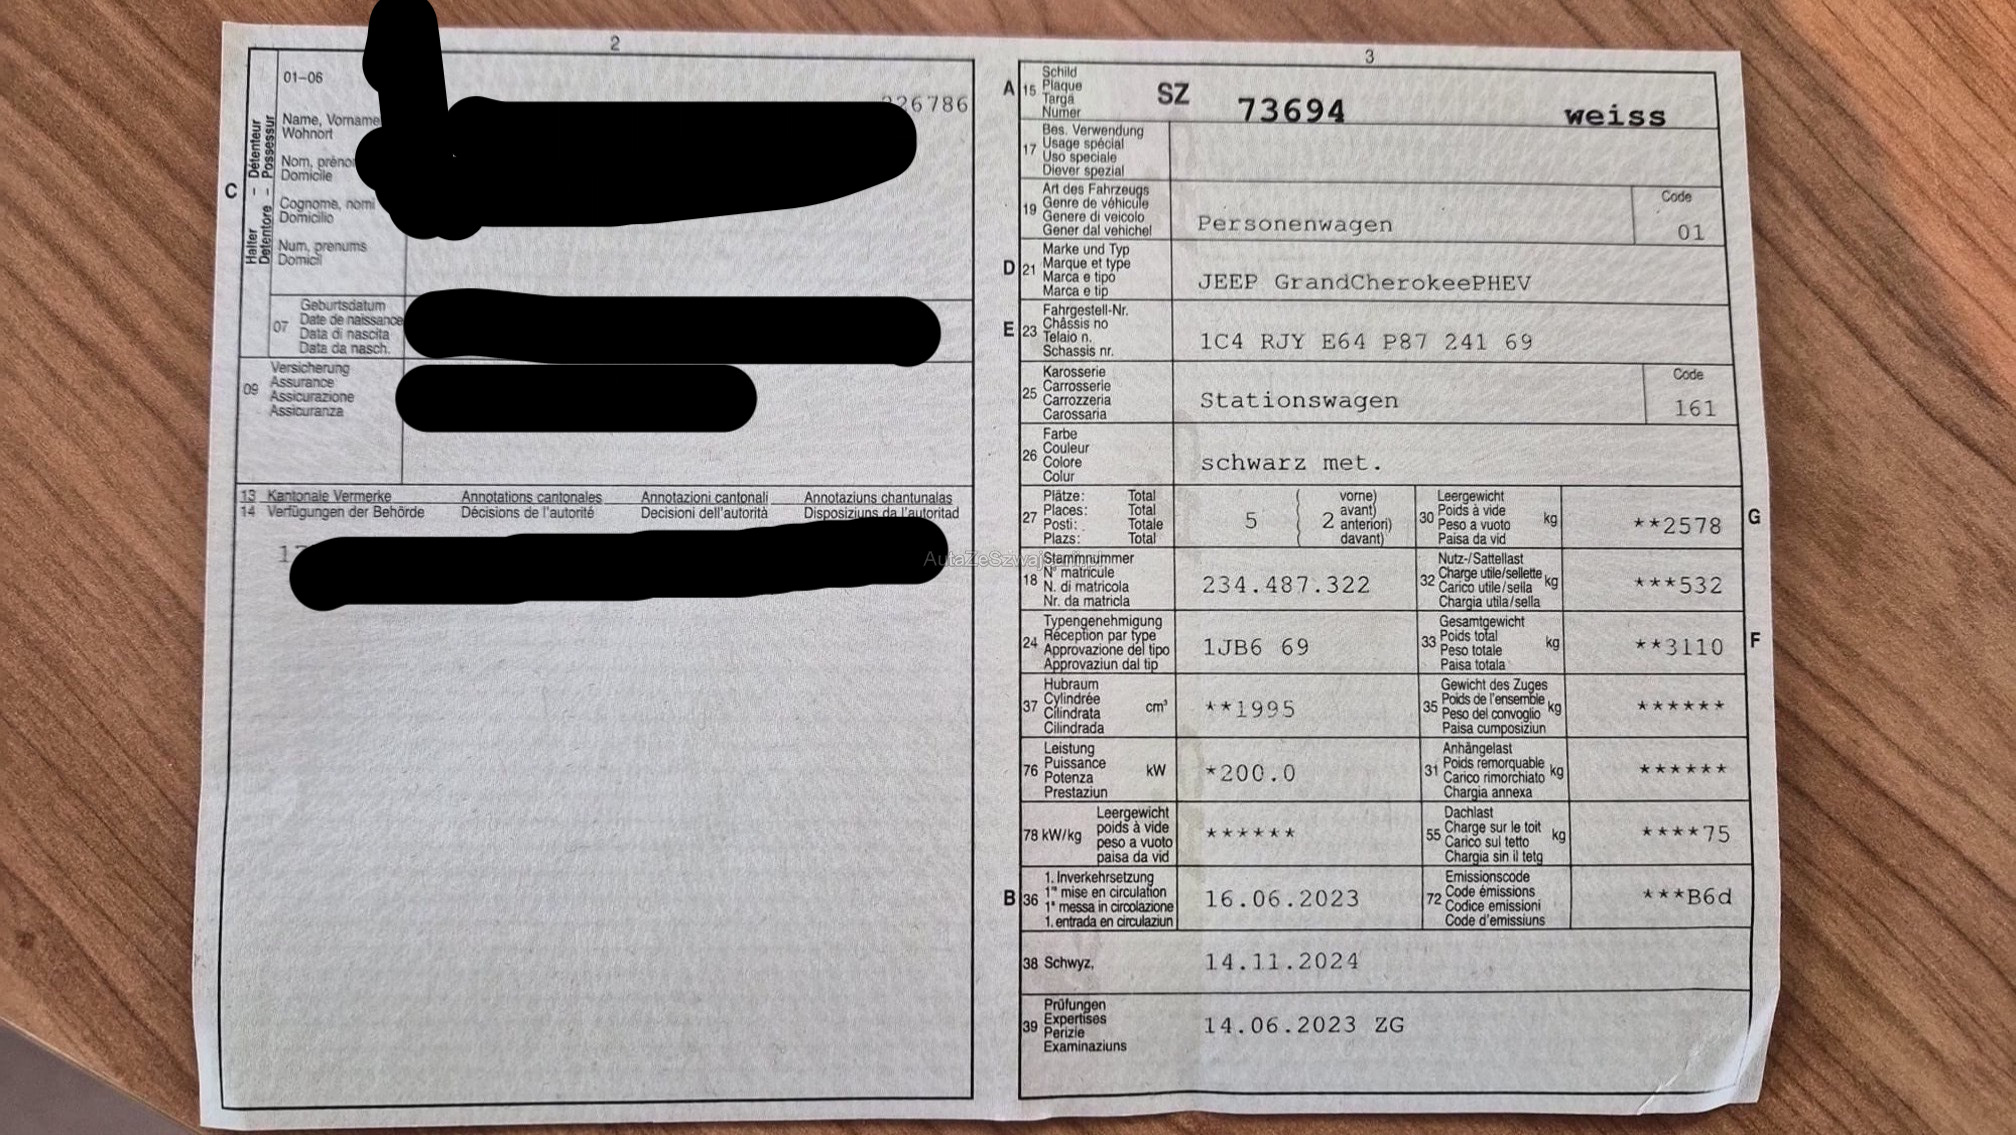 2
01-06
226786
Name, Vorname
Wohnort
Nom, prénom
Domicile
Cognome, nomi
Domicilio
Num, prenums
Domicil
C
Halter - Détenteur
Detentore - Possessur
07
Geburtsdatum
Date de naissance
Data di nascita
Data da nasch.
09
Versicherung
Assurance
Assicurazione
Assicuranza
13 Kantonale Vermerke Annotations cantonales Annotazioni cantonali Annotaziuns chantunalas
14 Verfügungen der Behörde Décisions de l'autorité Decisioni dell'autorità Disposiziuns da l'autoritad
AutaZeSzwajcarii
3
A 15
Schild
Plaque
Targa
Numer
SZ 73694 weiss
17
Bes. Verwendung
Usage spécial
Uso speciale
Diever spezial
19
Art des Fahrzeugs
Genre de véhicule
Genere di veicolo
Gener dal vehichel
Personenwagen
Code
01
D 21
Marke und Typ
Marque et type
Marca e tipo
Marca e tip
JEEP GrandCherokeePHEV
E 23
Fahrgestell-Nr.
Châssis no
Telaio n.
Schassis nr.
1C4 RJY E64 P87 241 69
25
Karosserie
Carrosserie
Carrozzeria
Carossaria
Stationswagen
Code
161
26
Farbe
Couleur
Colore
Colur
schwarz met.
27
Plätze: Total
Places: Total
Posti: Totale
Plazs: Total
5
( vorne)
avant)
( 2 anteriori)
davant)
30
Leergewicht
Poids à vide
Peso a vuoto
Paisa da vid
kg
**2578
G
18
Stammnummer
N° matricule
N. di matricola
Nr. da matricla
234.487.322
32
Nutz-/Sattellast
Charge utile/sellette
Carico utile/sella
Chargia utila/sella
kg
***532
24
Typengenehmigung
Réception par type
Approvazione del tipo
Approvaziun dal tip
1JB6 69
33
Gesamtgewicht
Poids total
Peso totale
Paisa totala
kg
**3110
F
37
Hubraum
Cylindrée
Cilindrata
Cilindrada
cm³
**1995
35
Gewicht des Zuges
Poids de l'ensemble
Peso del convoglio
Paisa cumposiziun
kg
******
76
Leistung
Puissance
Potenza
Prestaziun
kW
*200.0
31
Anhängelast
Poids remorquable
Carico rimorchiato
Chargia annexa
kg
******
78 kW/kg
Leergewicht
poids à vide
peso a vuoto
paisa da vid
******
55
Dachlast
Charge sur le toit
Carico sul tetto
Chargia sin il tetg
kg
****75
B 36
1. Inverkehrsetzung
1re mise en circulation
1a messa in circolazione
1. entrada en circulaziun
16.06.2023
72
Emissionscode
Code émissions
Codice emissioni
Code d'emissiuns
***B6d
38 Schwyz,
14.11.2024
39
Prüfungen
Expertises
Perizie
Examinaziuns
14.06.2023 ZG